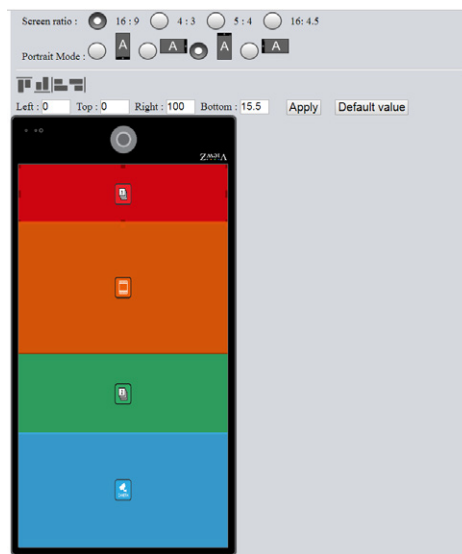 Screen ratio : 16 : 9 4 : 3 5 : 4 16: 4.5
Portrait Mode : A A A A
Left : 0 Top : 0 Right : 100 Bottom : 15.5 Apply Default value